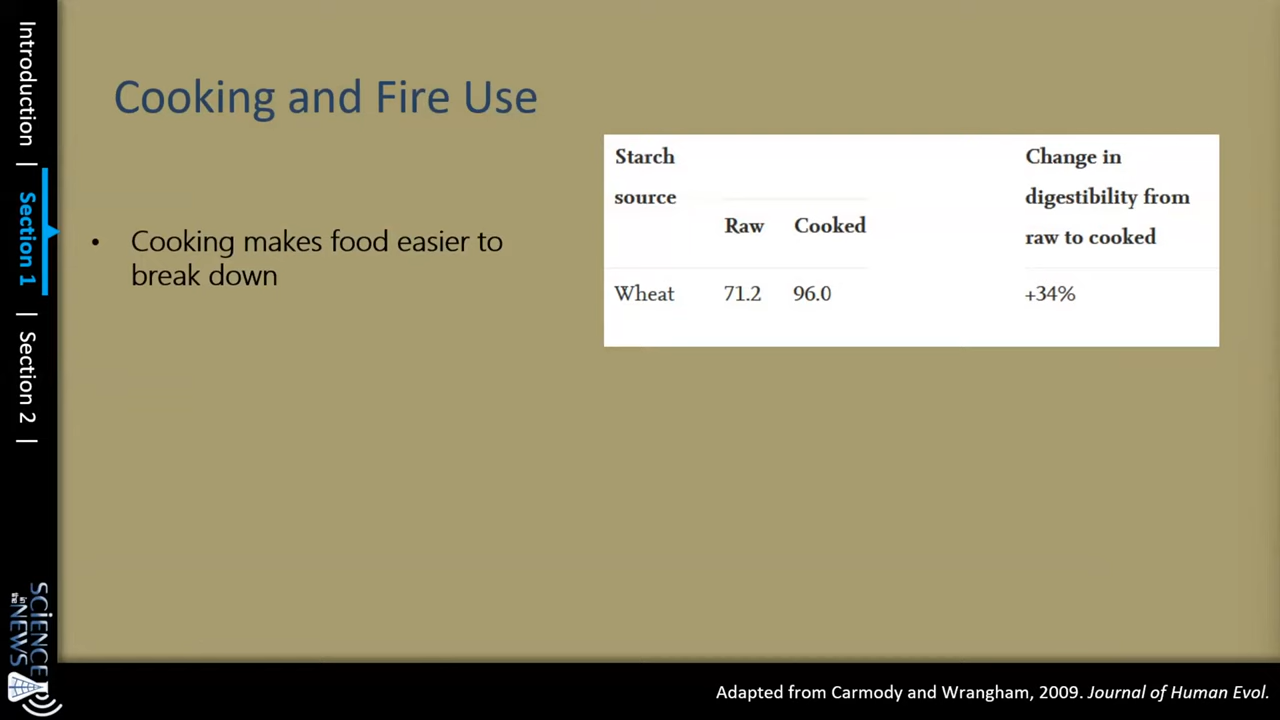 Introduction |
Section 1
| Section 2 |
Cooking and Fire Use
• Cooking makes food easier to
break down
Starch
source
Raw Cooked
Change in
digestibility from
raw to cooked
Wheat 71.2 96.0 +34%
SCIENCE
in the
NEWS
Adapted from Carmody and Wrangham, 2009. Journal of Human Evol.